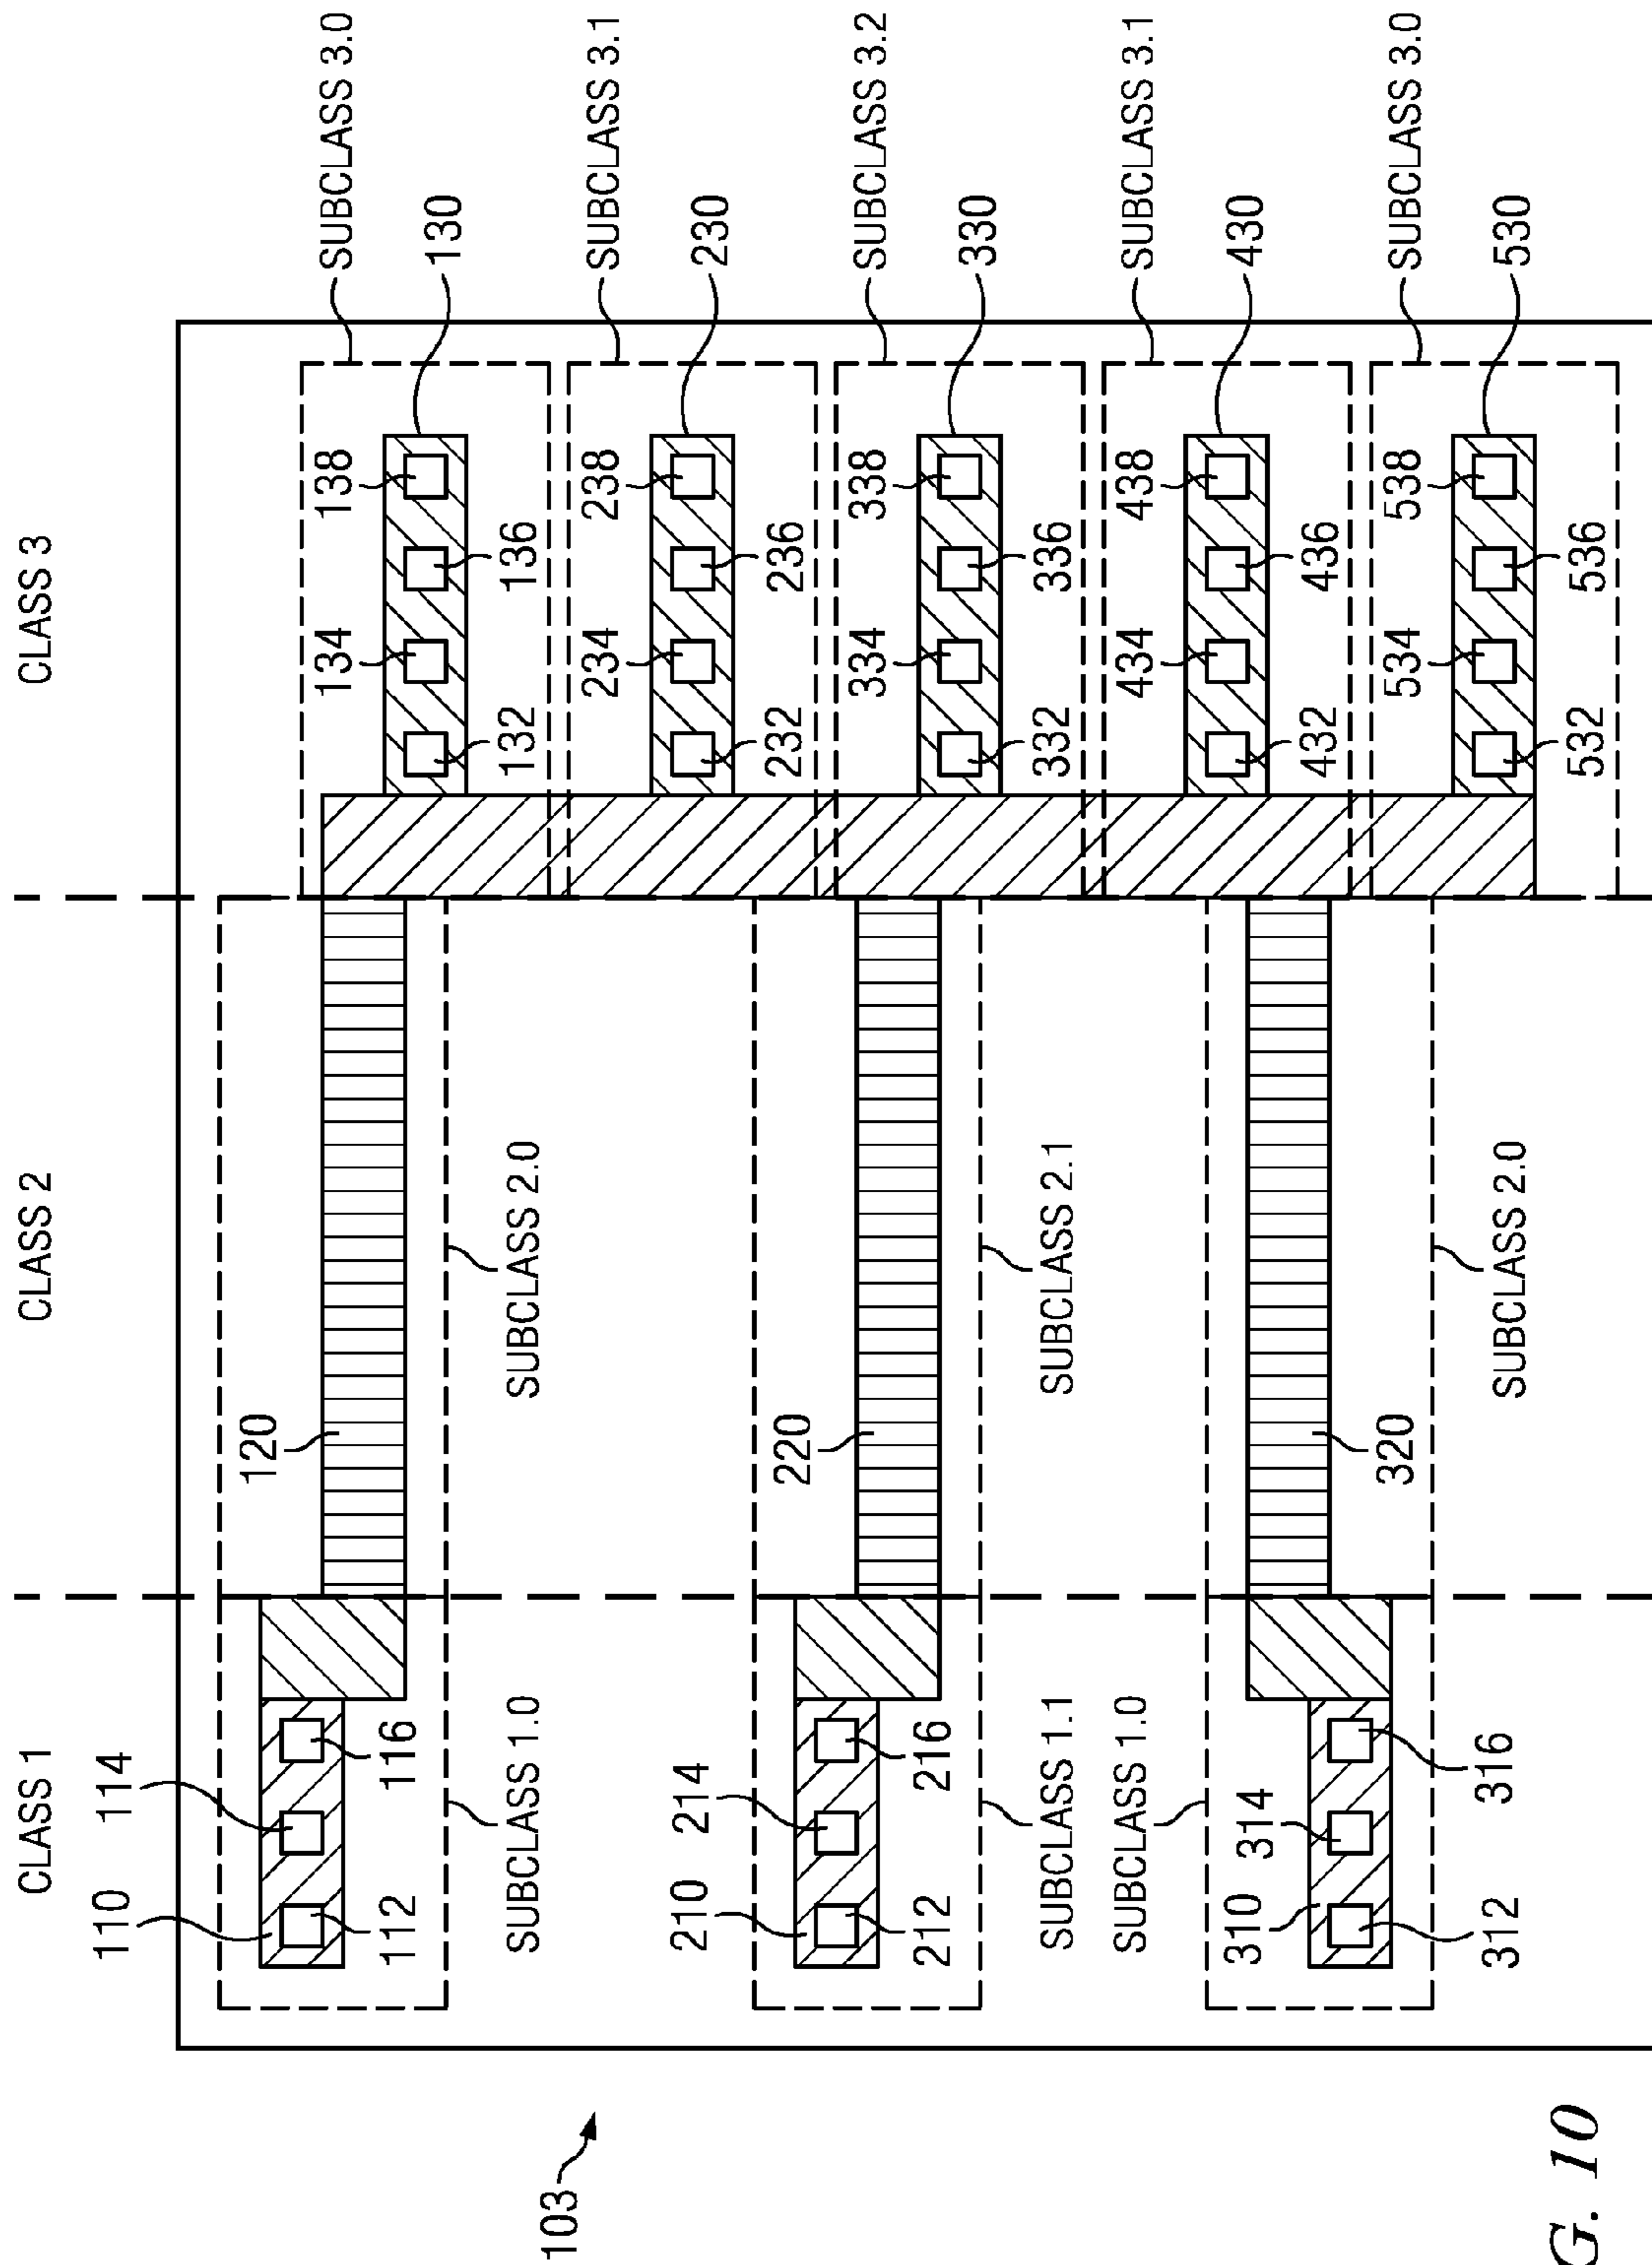 CLASS 1
CLASS 2
CLASS 3
110
114
120
134
138
SUBCLASS 3.0
112
116
130
SUBCLASS 1.0
SUBCLASS 2.0
132
136
103
234
238
SUBCLASS 3.1
210
214
230
220
232
236
334
338
SUBCLASS 3.2
212
216
330
SUBCLASS 1.1
SUBCLASS 2.1
332
336
SUBCLASS 1.0
434
438
SUBCLASS 3.1
310
314
430
432
436
320
534
538
SUBCLASS 3.0
312
316
SUBCLASS 2.0
530
532
536
G. 10